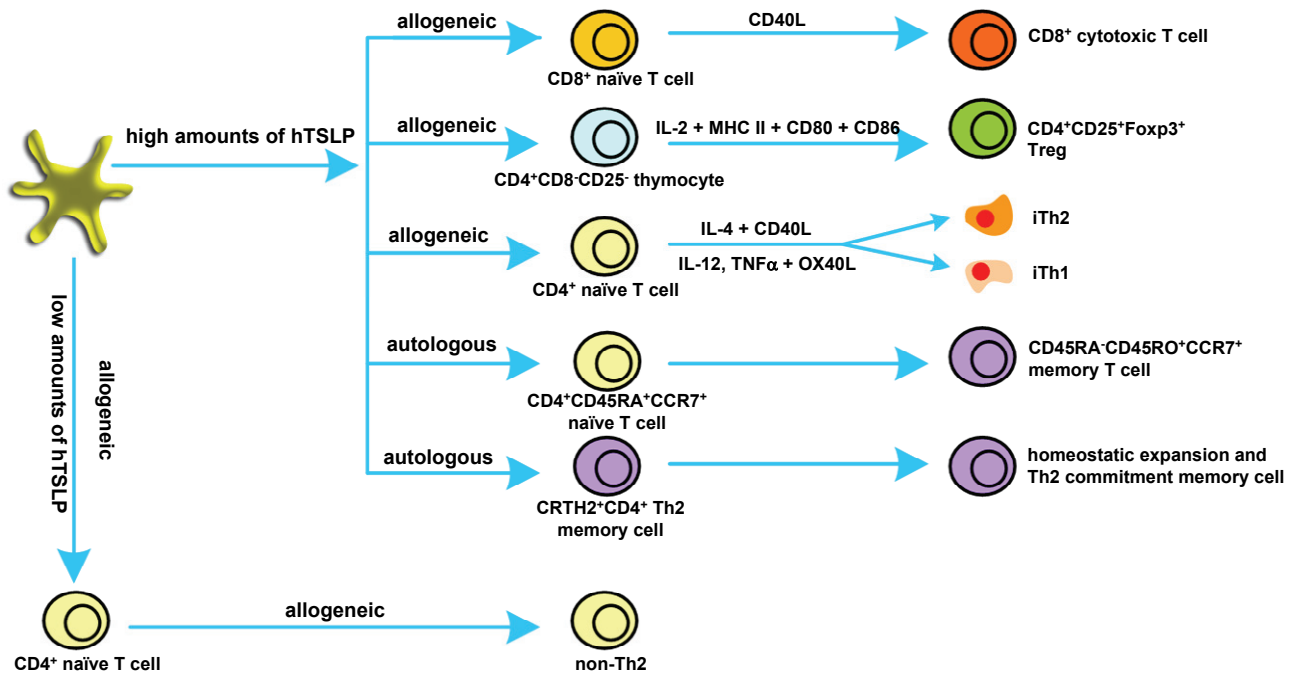 allogeneic
CD40L
CD8⁺ naïve T cell
CD8⁺ cytotoxic T cell
high amounts of hTSLP
allogeneic
IL-2 + MHC II + CD80 + CD86
CD4⁺CD8⁻CD25⁻ thymocyte
CD4⁺CD25⁺Foxp3⁺
Treg
allogeneic
IL-4 + CD40L
IL-12, TNFα + OX40L
CD4⁺ naïve T cell
iTh2
iTh1
autologous
CD4⁺CD45RA⁺CCR7⁺
naïve T cell
CD45RA⁻CD45RO⁺CCR7⁺
memory T cell
autologous
CRTH2⁺CD4⁺ Th2
memory cell
homeostatic expansion and
Th2 commitment memory cell
low amounts of hTSLP
allogeneic
CD4⁺ naïve T cell
allogeneic
non-Th2